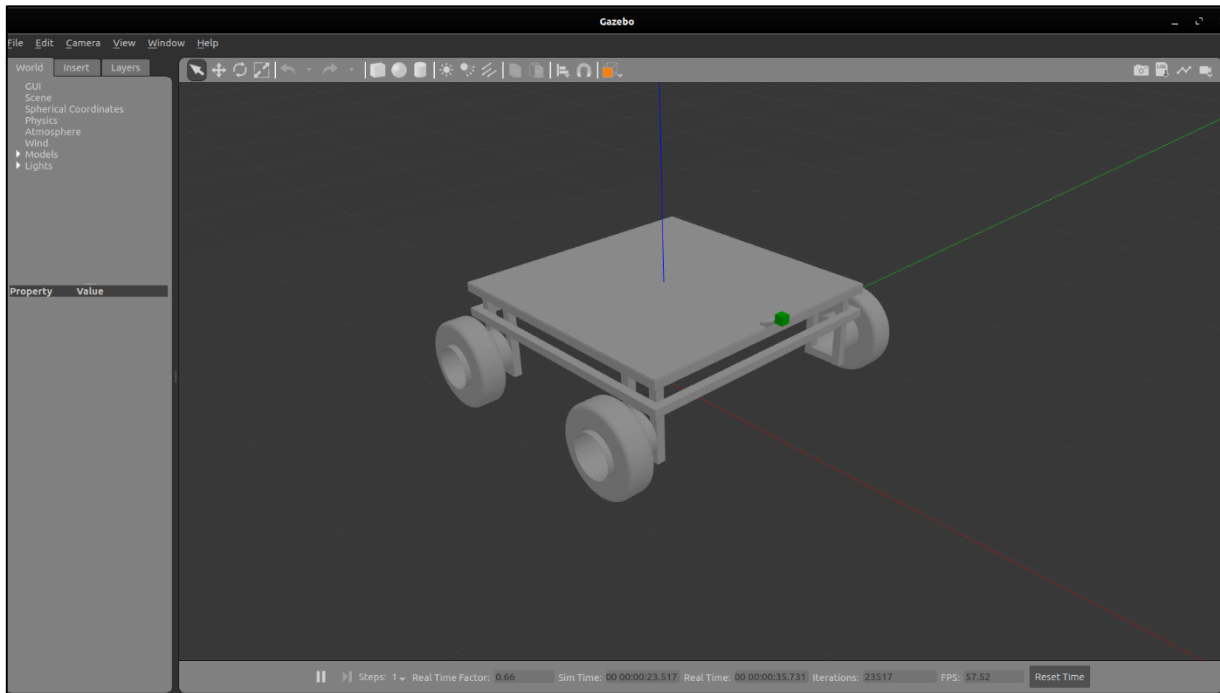 Gazebo
File Edit Camera View Window Help
World Insert Layers
GUI
Scene
Spherical Coordinates
Physics
Atmosphere
Wind
Models
Lights
Property Value
Steps: 1 Real Time Factor: 0.66 Sim Time: 00 00:00:23.517 Real Time: 00 00:00:35.731 Iterations: 23517 FPS: 57.52 Reset Time